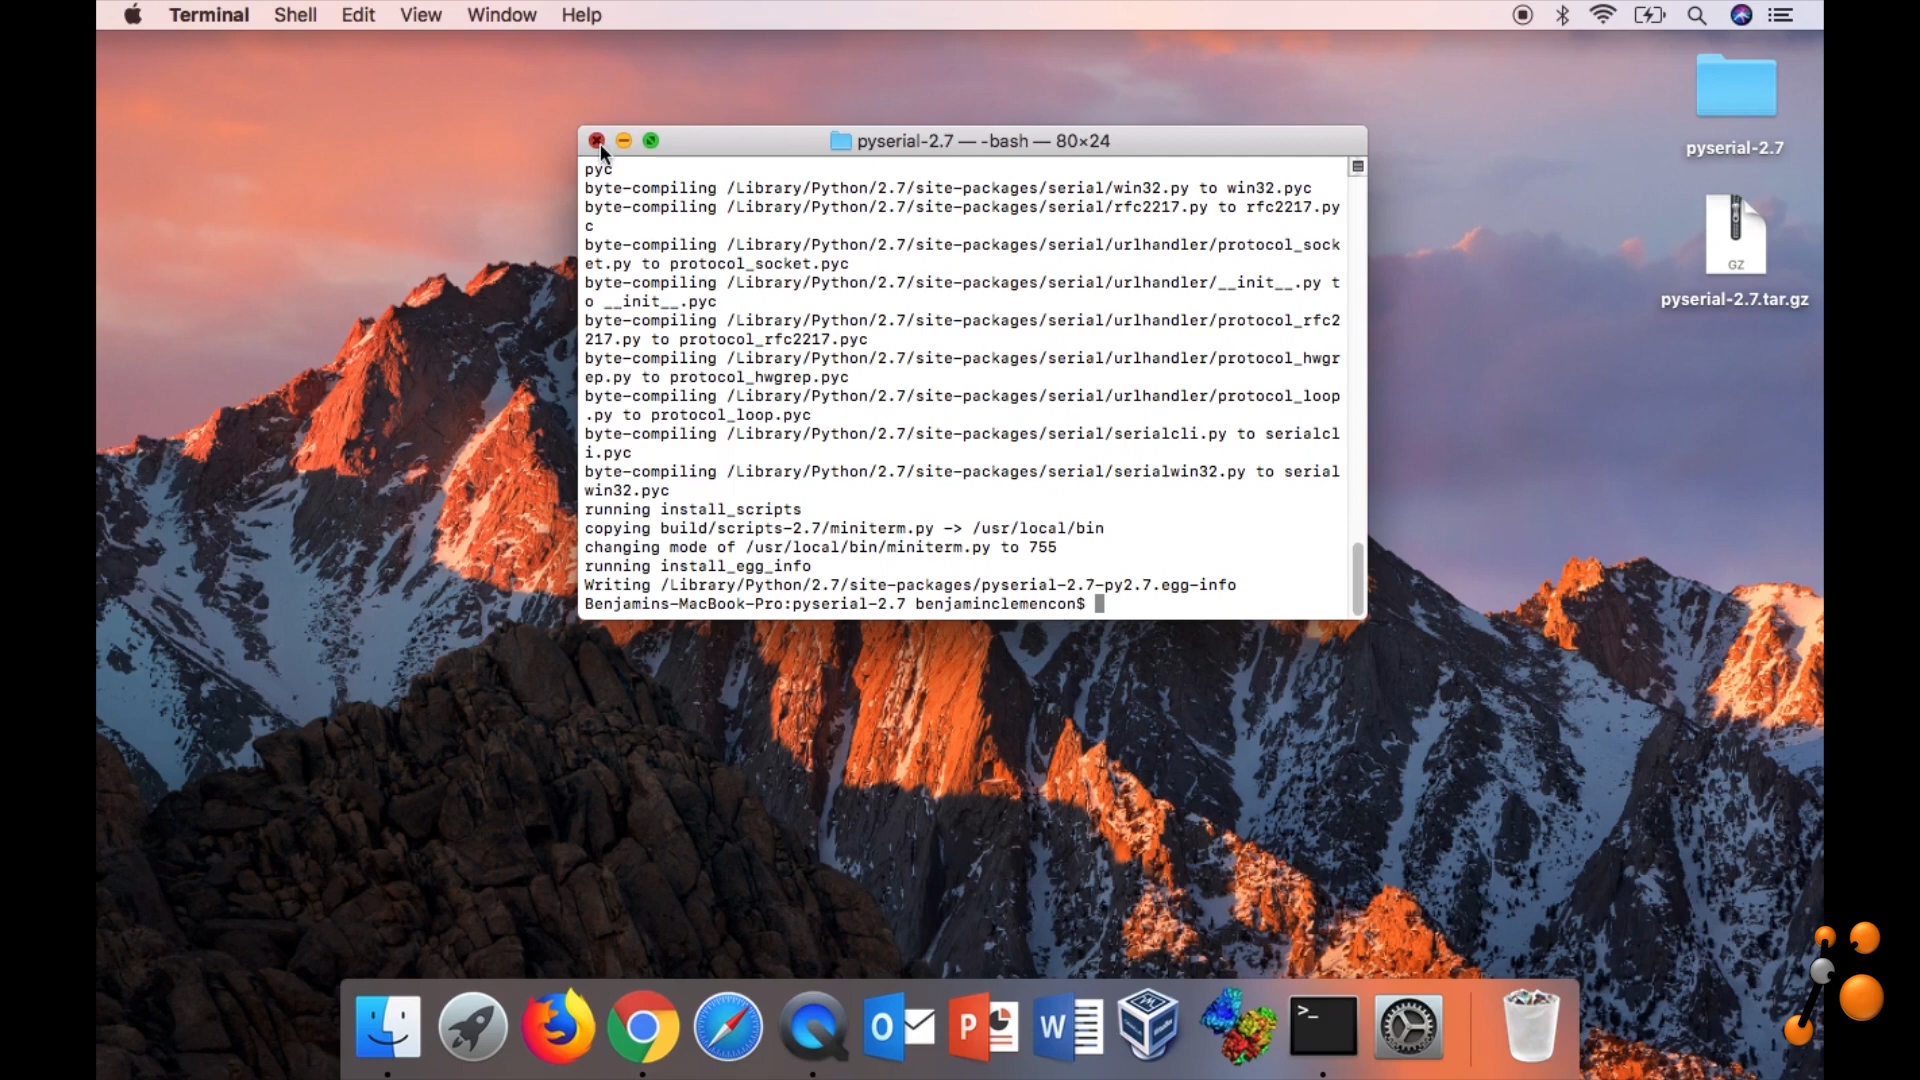 Terminal Shell Edit View Window Help
pyserial-2.7
GZ
pyserial-2.7.tar.gz
pyserial-2.7 — -bash — 80×24
pyc
byte-compiling /Library/Python/2.7/site-packages/serial/win32.py to win32.pyc
byte-compiling /Library/Python/2.7/site-packages/serial/rfc2217.py to rfc2217.py
c
byte-compiling /Library/Python/2.7/site-packages/serial/urlhandler/protocol_sock
et.py to protocol_socket.pyc
byte-compiling /Library/Python/2.7/site-packages/serial/urlhandler/__init__.py t
o __init__.pyc
byte-compiling /Library/Python/2.7/site-packages/serial/urlhandler/protocol_rfc2
217.py to protocol_rfc2217.pyc
byte-compiling /Library/Python/2.7/site-packages/serial/urlhandler/protocol_hwgr
ep.py to protocol_hwgrep.pyc
byte-compiling /Library/Python/2.7/site-packages/serial/urlhandler/protocol_loop
.py to protocol_loop.pyc
byte-compiling /Library/Python/2.7/site-packages/serial/serialcli.py to serialcl
i.pyc
byte-compiling /Library/Python/2.7/site-packages/serial/serialwin32.py to serial
win32.pyc
running install_scripts
copying build/scripts-2.7/miniterm.py -> /usr/local/bin
changing mode of /usr/local/bin/miniterm.py to 755
running install_egg_info
Writing /Library/Python/2.7/site-packages/pyserial-2.7-py2.7.egg-info
Benjamins-MacBook-Pro:pyserial-2.7 benjaminclemencon$
O
P
W
>_